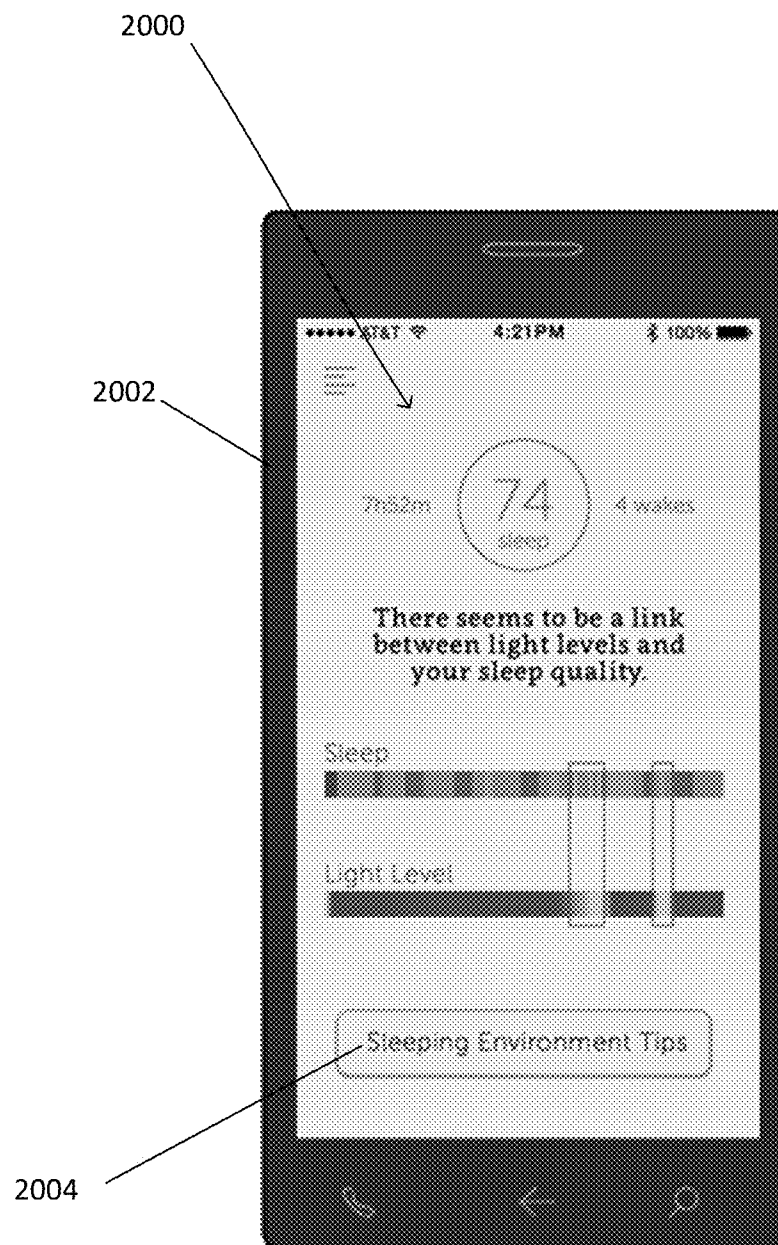 2000
AT&T 4:21PM 100%
2002
7h52m 74 4 wakes
sleep
There seems to be a link
between light levels and
your sleep quality.
Sleep
Light Level
Sleeping Environment Tips
2004